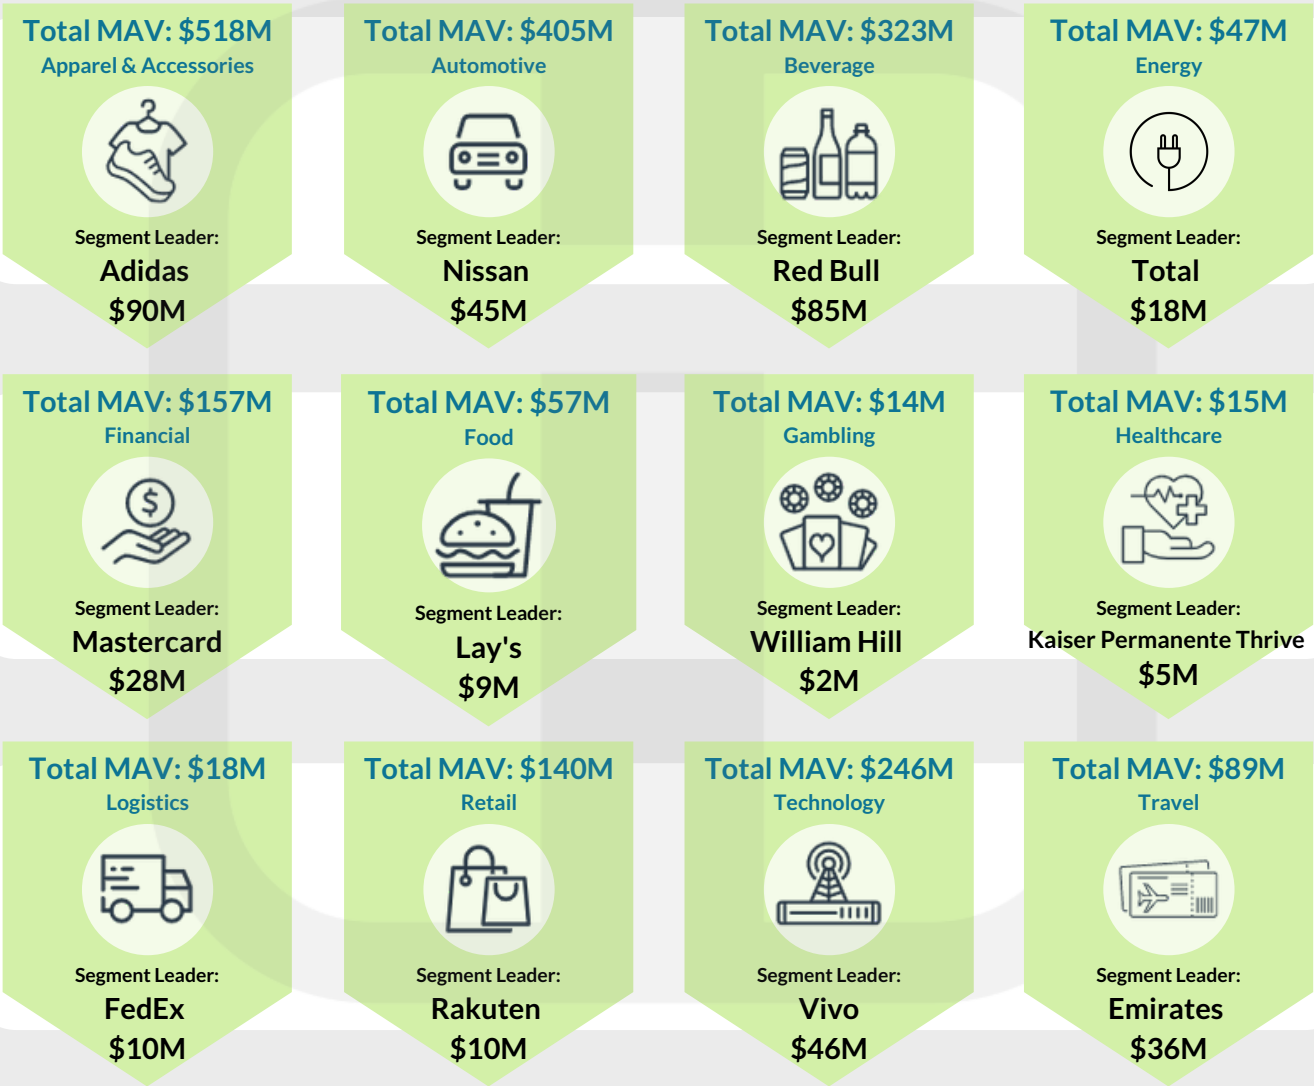 Total MAV: $518M
Apparel & Accessories
Segment Leader:
Adidas
$90M
Total MAV: $405M
Automotive
Segment Leader:
Nissan
$45M
Total MAV: $323M
Beverage
Segment Leader:
Red Bull
$85M
Total MAV: $47M
Energy
Segment Leader:
Total
$18M
Total MAV: $157M
Financial
$
Segment Leader:
Mastercard
$28M
Total MAV: $57M
Food
Segment Leader:
Lay's
$9M
Total MAV: $14M
Gambling
Segment Leader:
William Hill
$2M
Total MAV: $15M
Healthcare
Segment Leader:
Kaiser Permanente Thrive
$5M
Total MAV: $18M
Logistics
Segment Leader:
FedEx
$10M
Total MAV: $140M
Retail
Segment Leader:
Rakuten
$10M
Total MAV: $246M
Technology
Segment Leader:
Vivo
$46M
Total MAV: $89M
Travel
Segment Leader:
Emirates
$36M